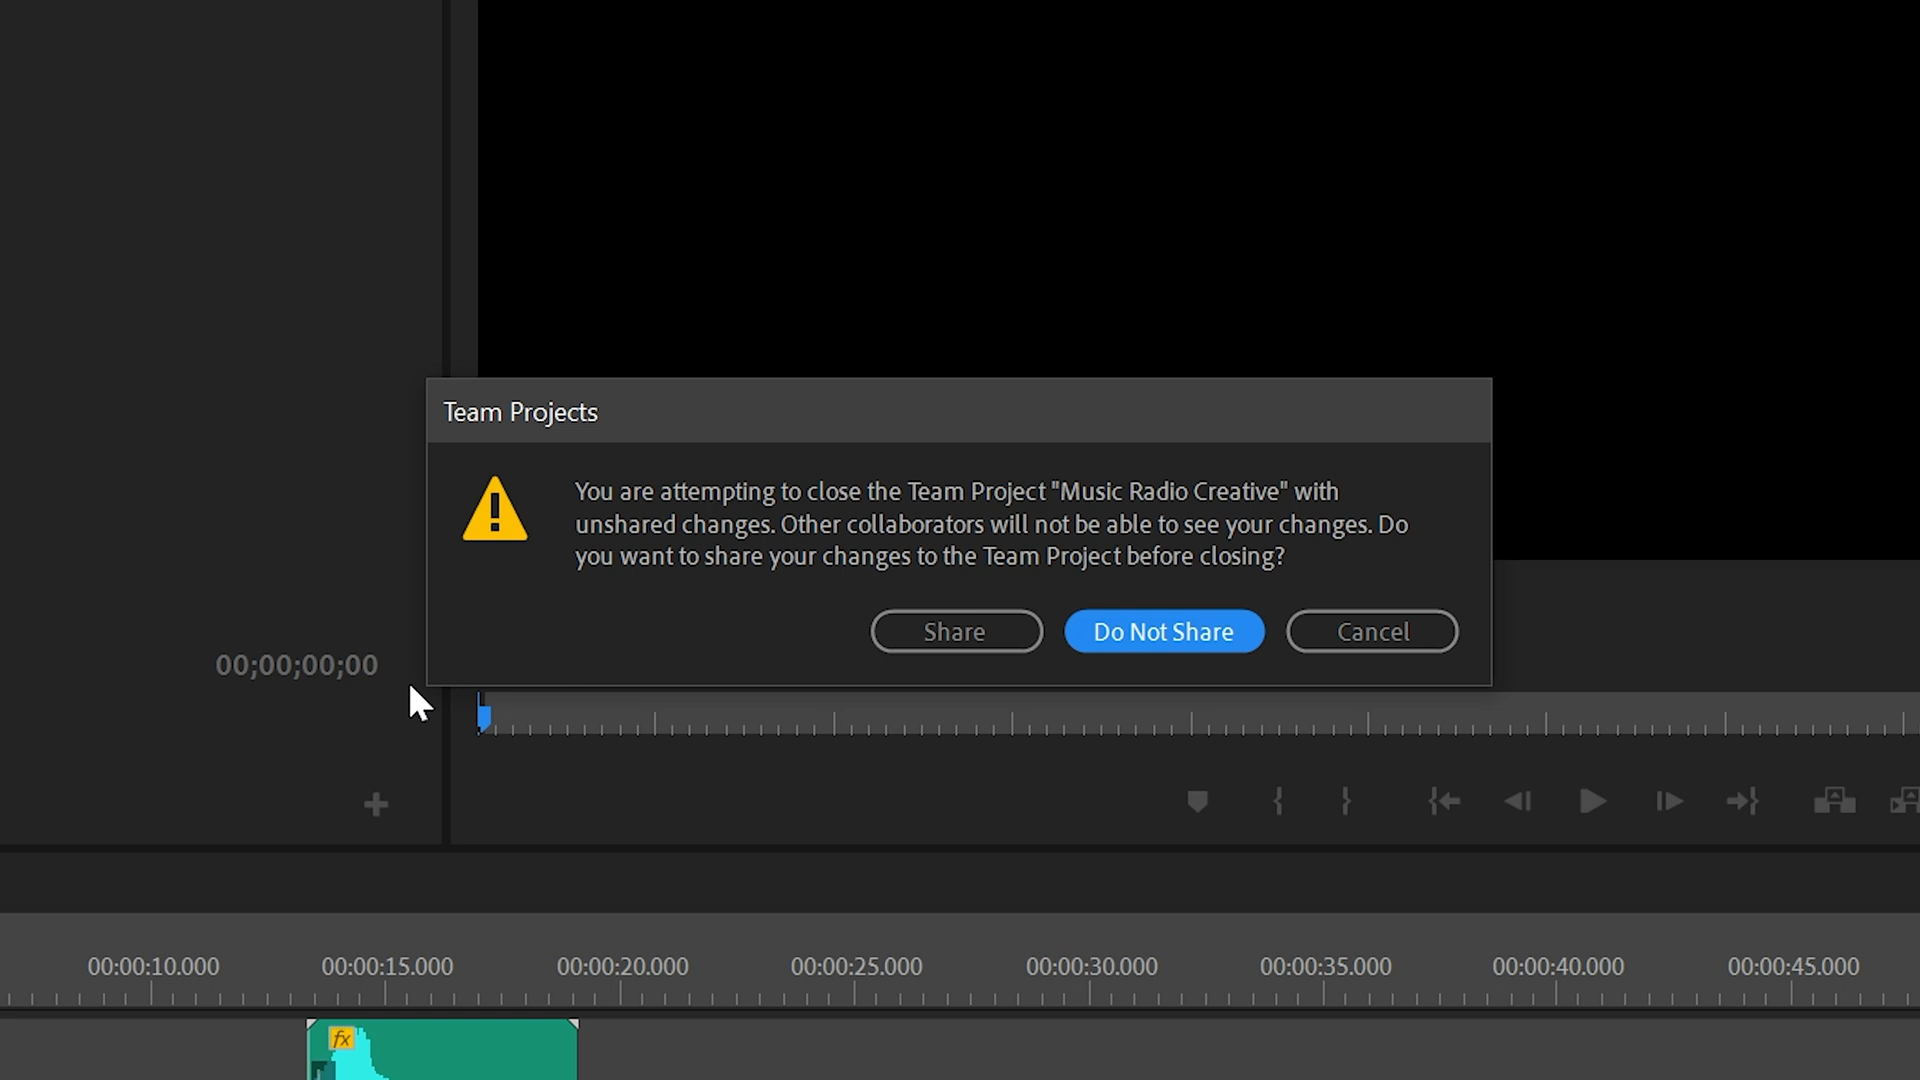 Team Projects
You are attempting to close the Team Project "Music Radio Creative" with
unshared changes. Other collaborators will not be able to see your changes. Do
you want to share your changes to the Team Project before closing?
Share Do Not Share Cancel
00;00;00;00
00:00:10.000 00:00:15.000 00:00:20.000 00:00:25.000 00:00:30.000 00:00:35.000 00:00:40.000 00:00:45.000
fx